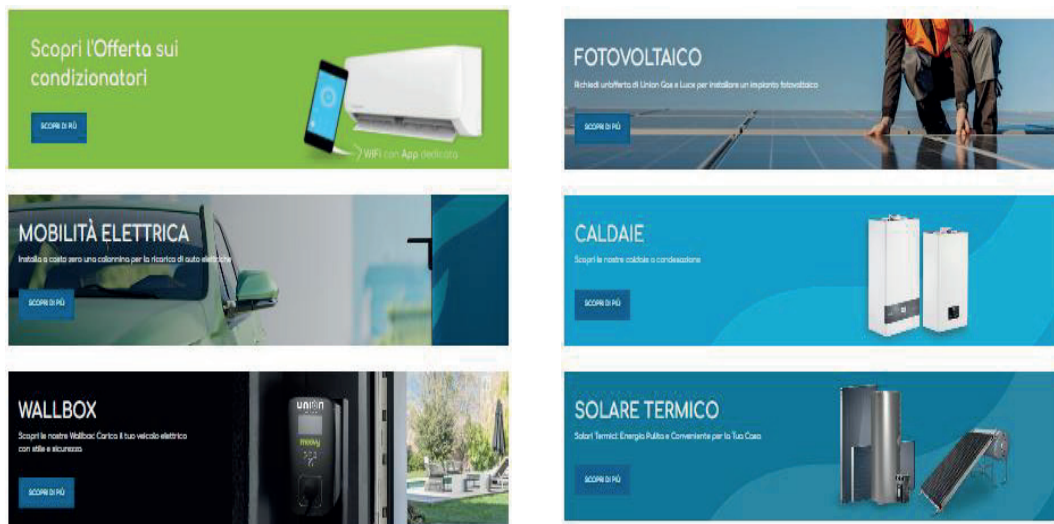 Scopri l'Offerta sui
condizionatori
SCOPRI DI PIÙ
WIFI con App dedicata
FOTOVOLTAICO
Richiedi un'offerta di Union Gas e Luce per installare un impianto fotovoltaico
SCOPRI DI PIÙ
MOBILITÀ ELETTRICA
Installa a costo zero una colonnina per la ricarica di auto elettriche
SCOPRI DI PIÙ
CALDAIE
Scopri le nostre caldaie a condensazione
SCOPRI DI PIÙ
WALLBOX
Scopri le nostre Wallbox: Carica il tuo veicolo elettrico
con stile e sicurezza
SCOPRI DI PIÙ
union
moovy
SOLARE TERMICO
Solari Termici: Energia Pulita e Conveniente per la Tua Casa
SCOPRI DI PIÙ